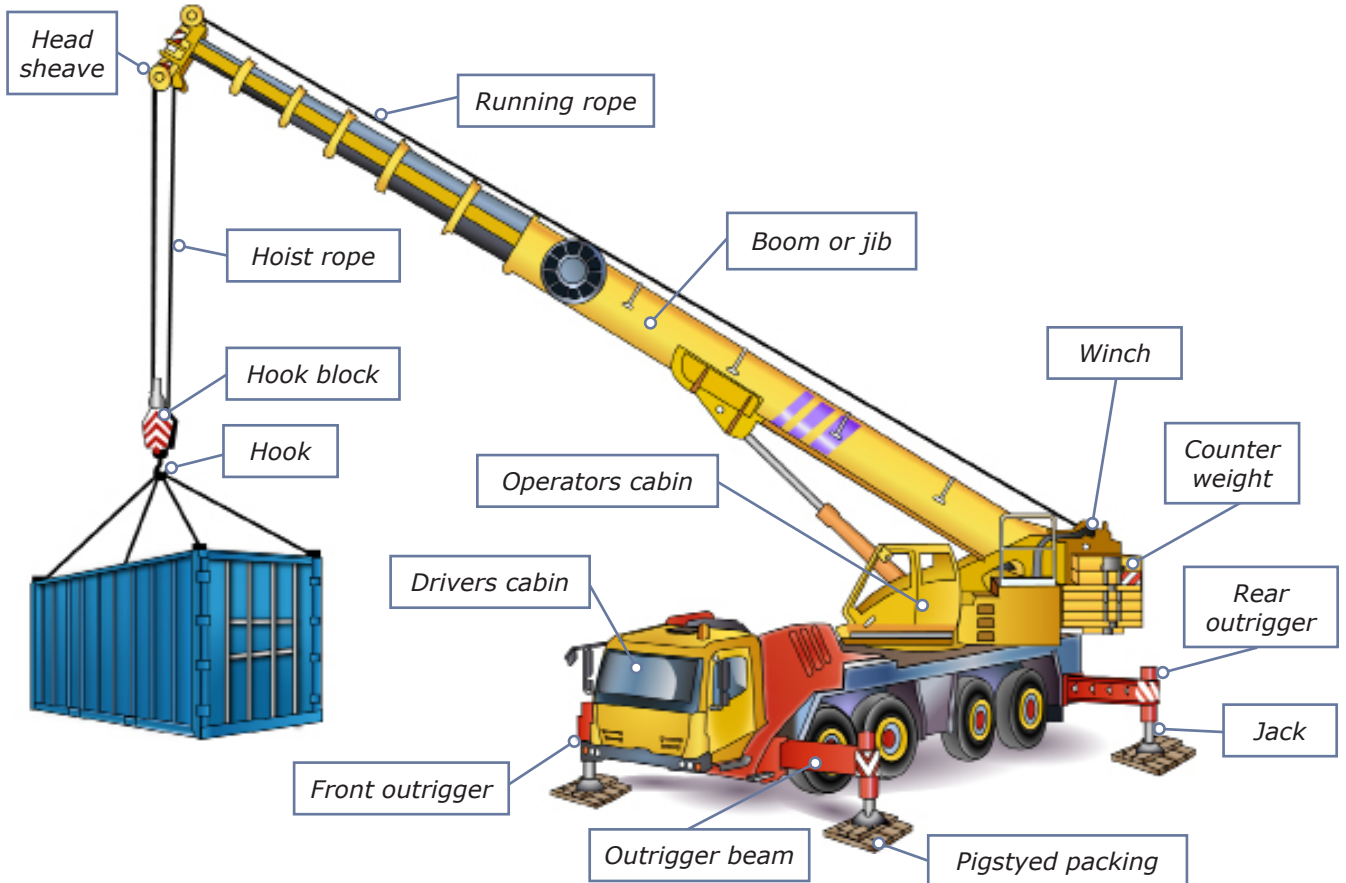 Head
sheave
Running rope
Hoist rope
Boom or jib
Winch
Hook block
Hook
Counter
weight
Operators cabin
Drivers cabin
Rear
outrigger
Jack
Front outrigger
Outrigger beam
Pigstyed packing